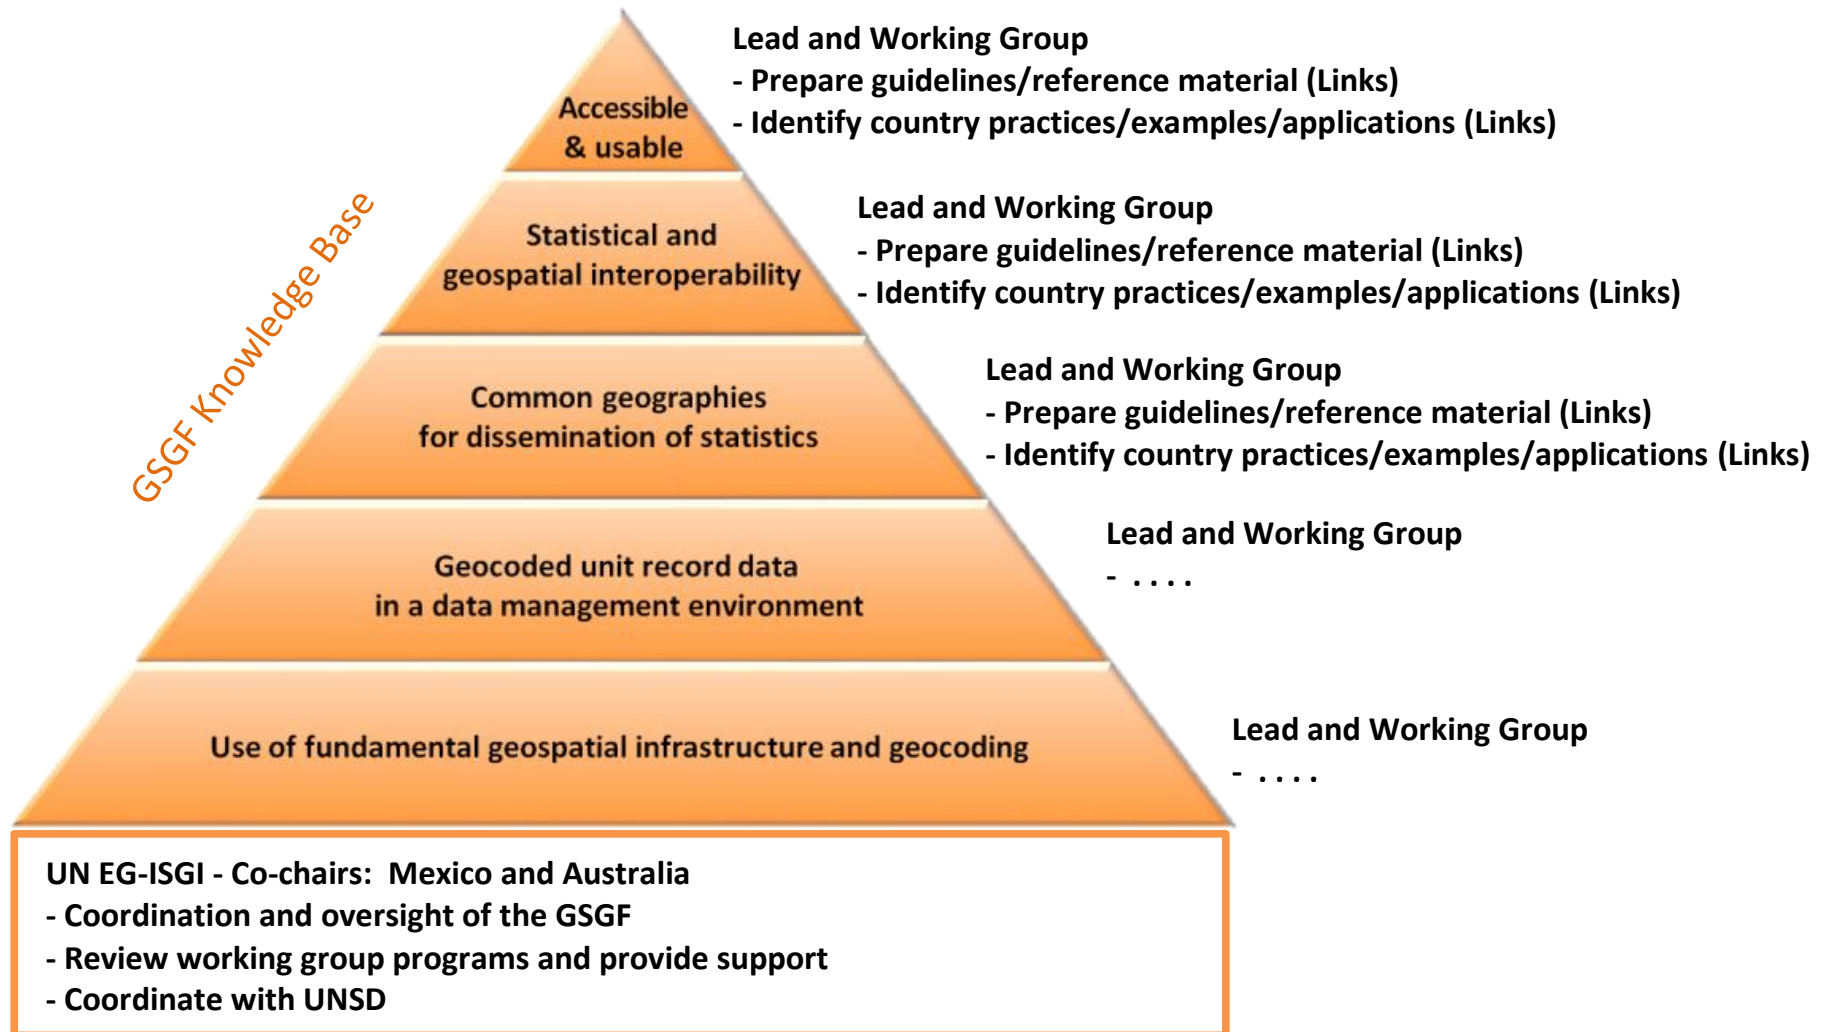 Accessible
& usable
Lead and Working Group
- Prepare guidelines/reference material (Links)
- Identify country practices/examples/applications (Links)
GSGF Knowledge Base
Statistical and
geospatial interoperability
Lead and Working Group
- Prepare guidelines/reference material (Links)
- Identify country practices/examples/applications (Links)
Common geographies
for dissemination of statistics
Lead and Working Group
- Prepare guidelines/reference material (Links)
- Identify country practices/examples/applications (Links)
Geocoded unit record data
in a data management environment
Lead and Working Group
- . . . .
Use of fundamental geospatial infrastructure and geocoding
Lead and Working Group
- . . . .
UN EG-ISGI - Co-chairs: Mexico and Australia
- Coordination and oversight of the GSGF
- Review working group programs and provide support
- Coordinate with UNSD